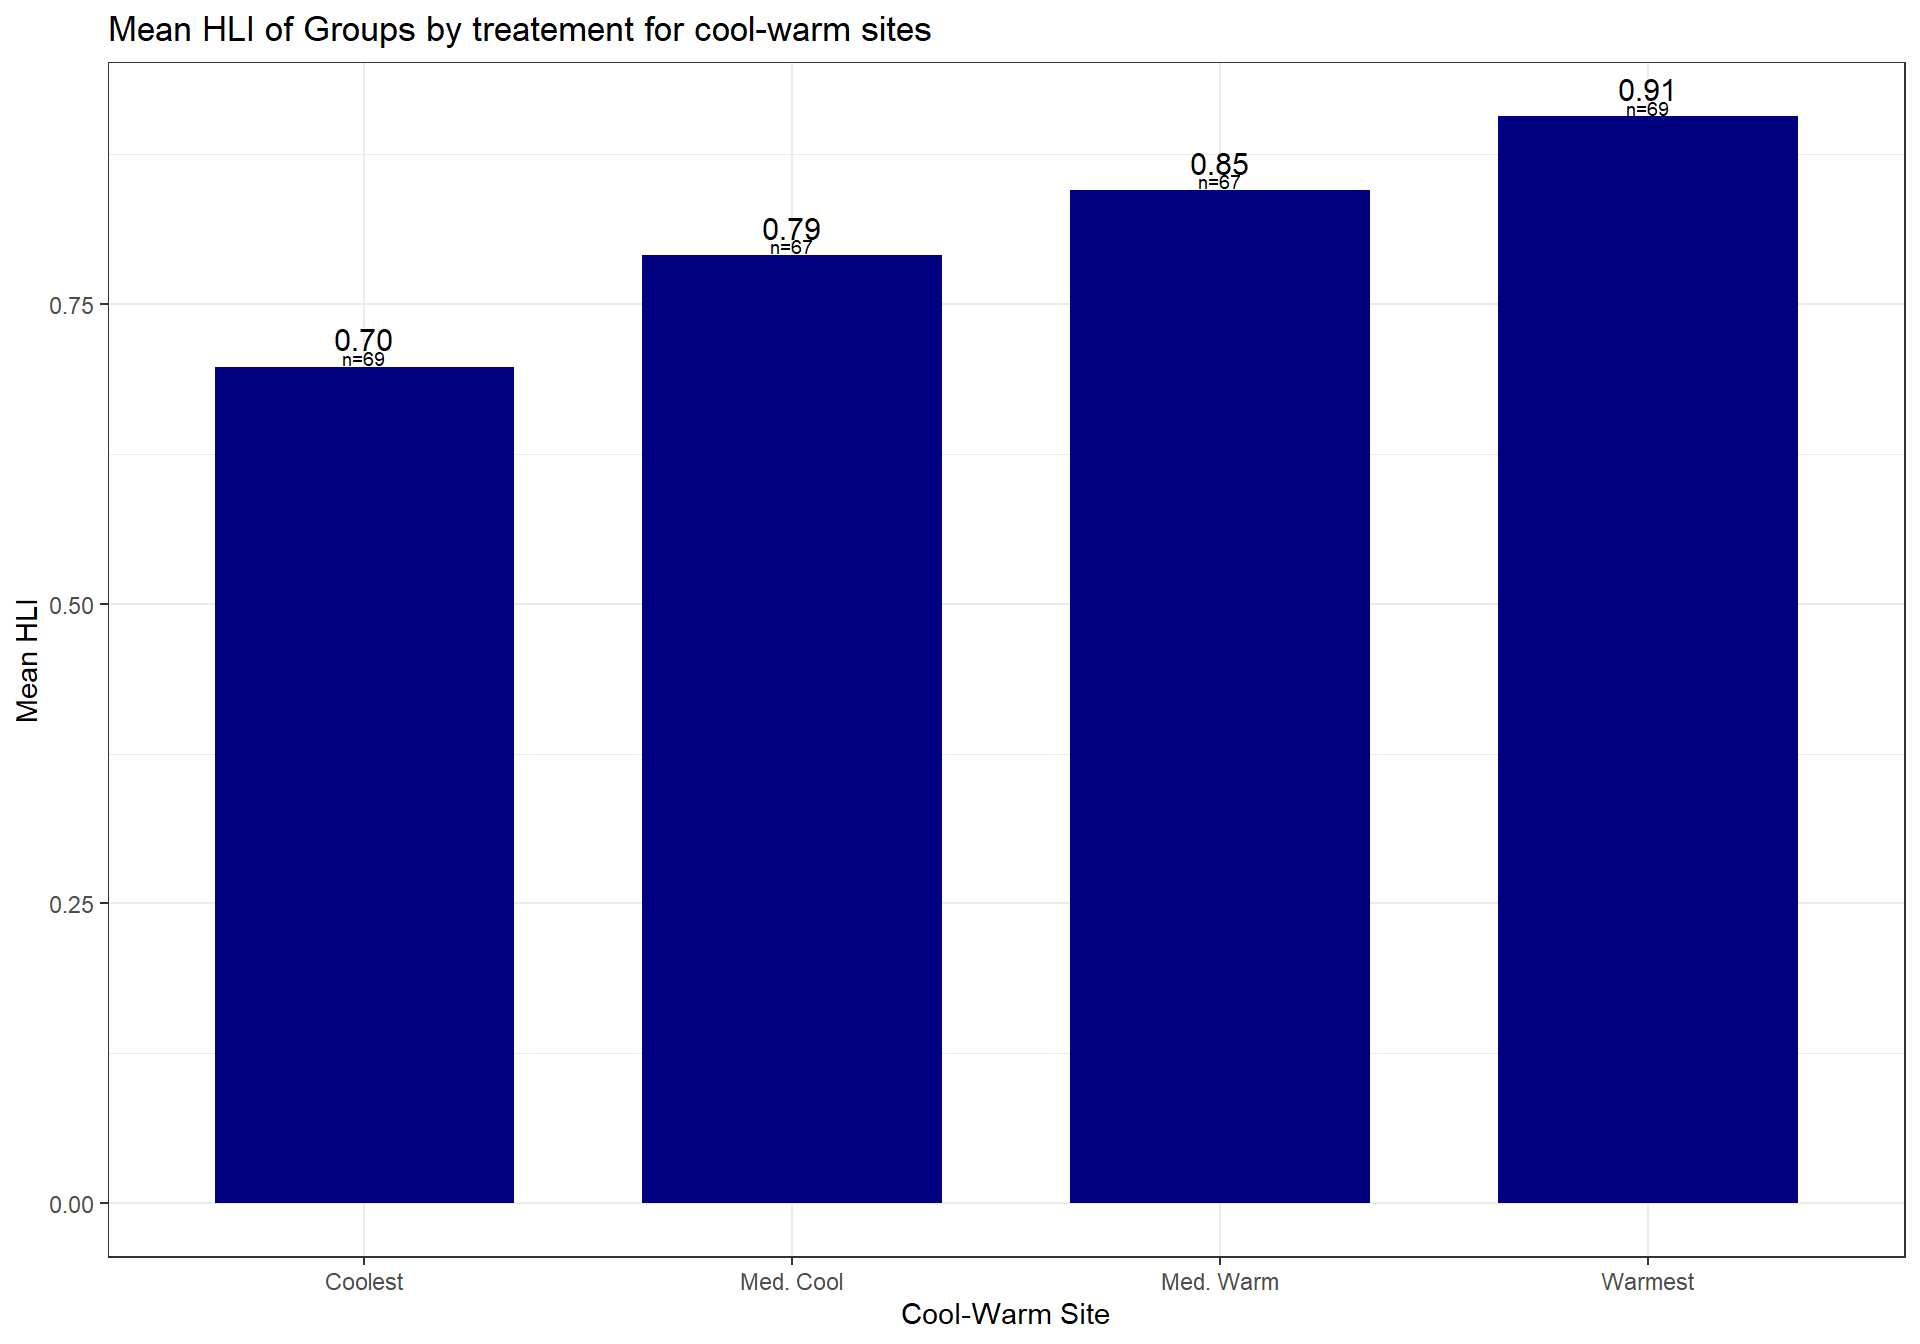 Mean HLI of Groups by treatement for cool-warm sites
0.91
n=69
0.85
n=67
0.79
n=67
0.70
n=69
0.75
0.50
0.25
0.00
Mean HLI
Coolest
Med. Cool
Med. Warm
Warmest
Cool-Warm Site